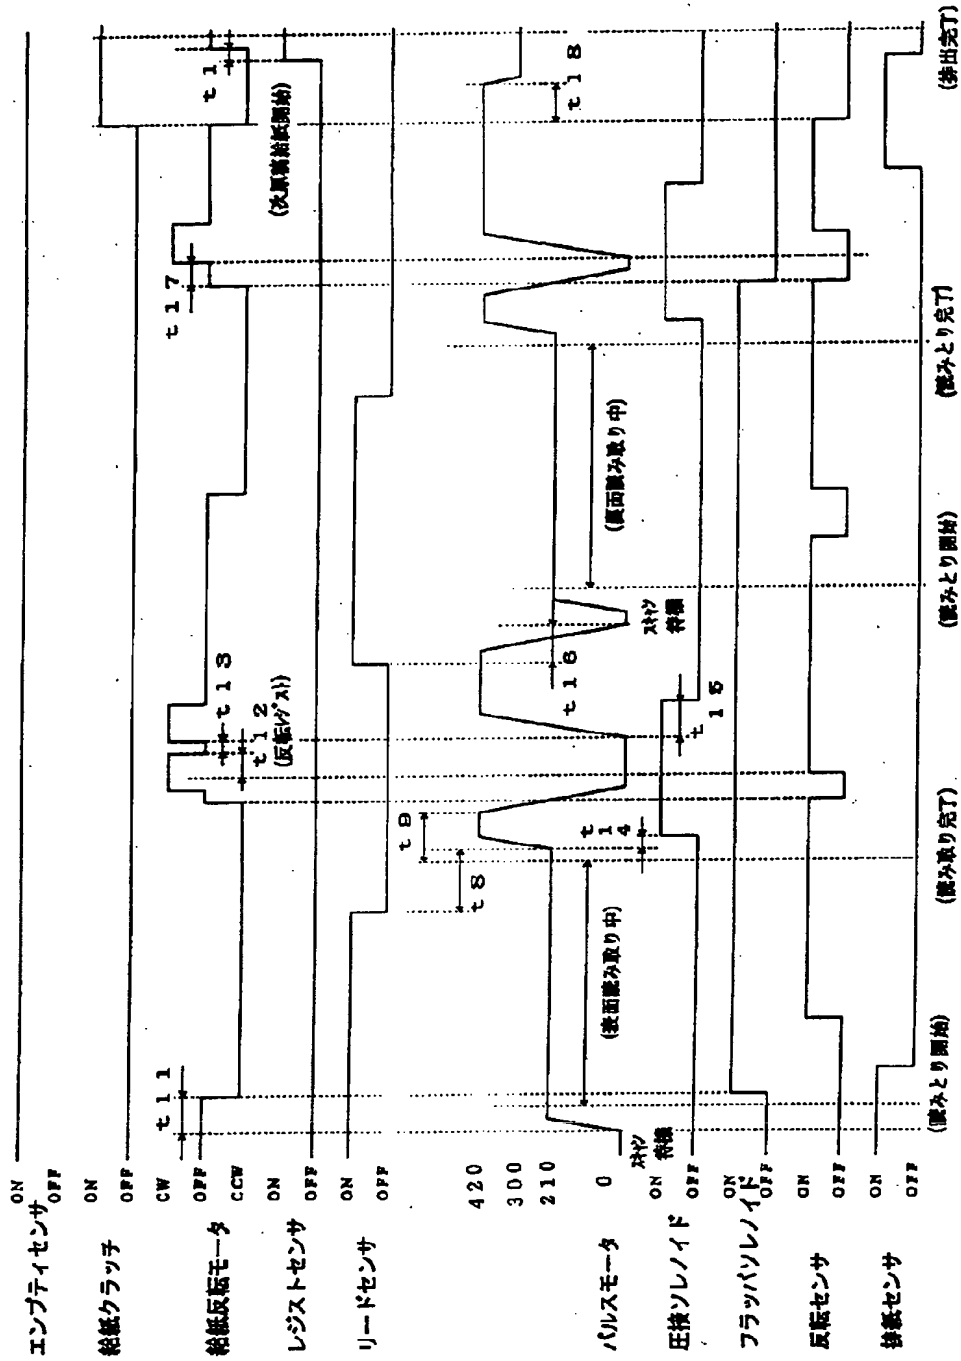 エンプティセンサ
ON
OFF
給紙クラッチ
ON
OFF
給紙反転モータ
CW
OFF
CCW
レジストセンサ
ON
OFF
リードセンサ
ON
OFF
パルスモータ
420
300
210
0
圧接ソレノイド
ON
OFF
フラッパソレノイド
ON
OFF
反転センサ
ON
OFF
排紙センサ
ON
OFF
t11
t12
t13
(反転レジスト)
t17
t1
(次原稿給紙開始)
t8
t9
t14
t15
t16
t18
スキャン
待機
(表面読み取り中)
スキャン
待機
(裏面読み取り中)
(読みとり開始)
(読み取り完了)
(読みとり開始)
(読みとり完了)
(排出完了)